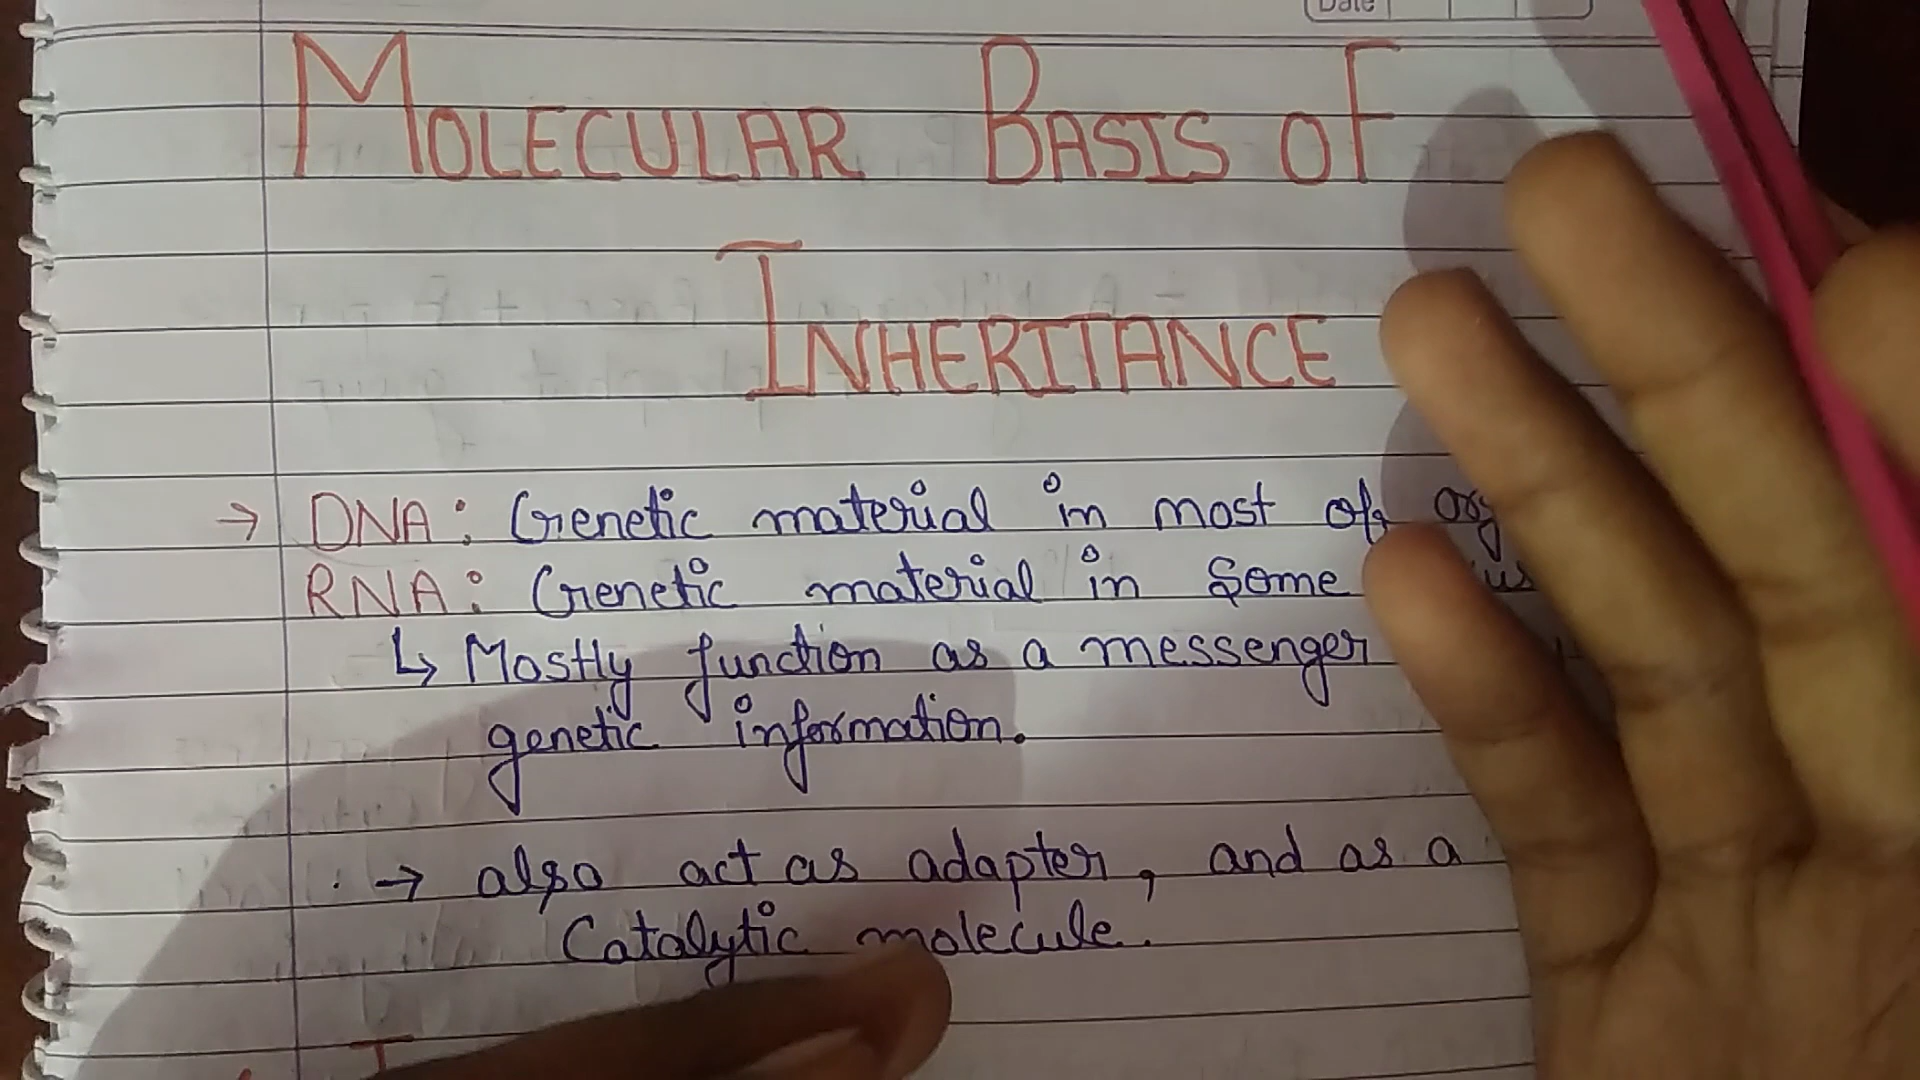 Date
MOLECULAR BASIS OF
INHERITANCE
→ DNA: Genetic material in most of
RNA: Genetic material in Some
↳ Mostly function as a messenger
genetic information.
→ also act as adapter, and as a
Catalytic molecule.